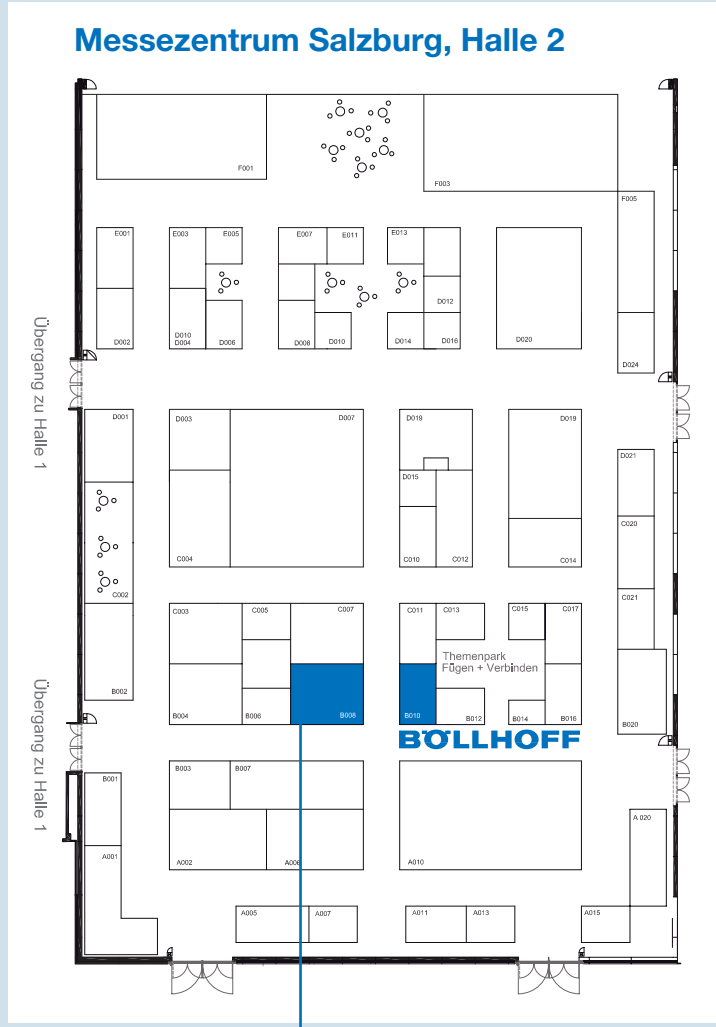 Messezentrum Salzburg, Halle 2
F001
F003
F005
E001
E003
E005
E007
E011
E013
D012
D002
D010
D004
D006
D008
D010
D014
D016
D020
D024
Übergang zu Halle 1
D001
D003
D007
D019
D019
D021
D015
C020
C004
C010
C012
C014
C002
C021
C003
C005
C007
C011
C013
C015
C017
Themenpark
Fügen + Verbinden
B002
B004
B006
B008
B010
B012
B014
B016
B020
BÖLLHOFF
Übergang zu Halle 1
B001
B003
B007
A 020
A001
A002
A006
A010
A005
A007
A011
A013
A015